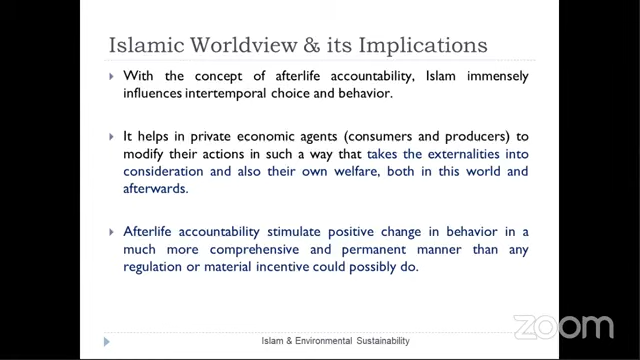 Islamic Worldview & its Implications
With the concept of afterlife accountability, Islam immensely
influences intertemporal choice and behavior.
It helps in private economic agents (consumers and producers) to
modify their actions in such a way that takes the externalities into
consideration and also their own welfare, both in this world and
afterwards.
Afterlife accountability stimulate positive change in behavior in a
much more comprehensive and permanent manner than any
regulation or material incentive could possibly do.
zoom
Islam & Environmental Sustainability